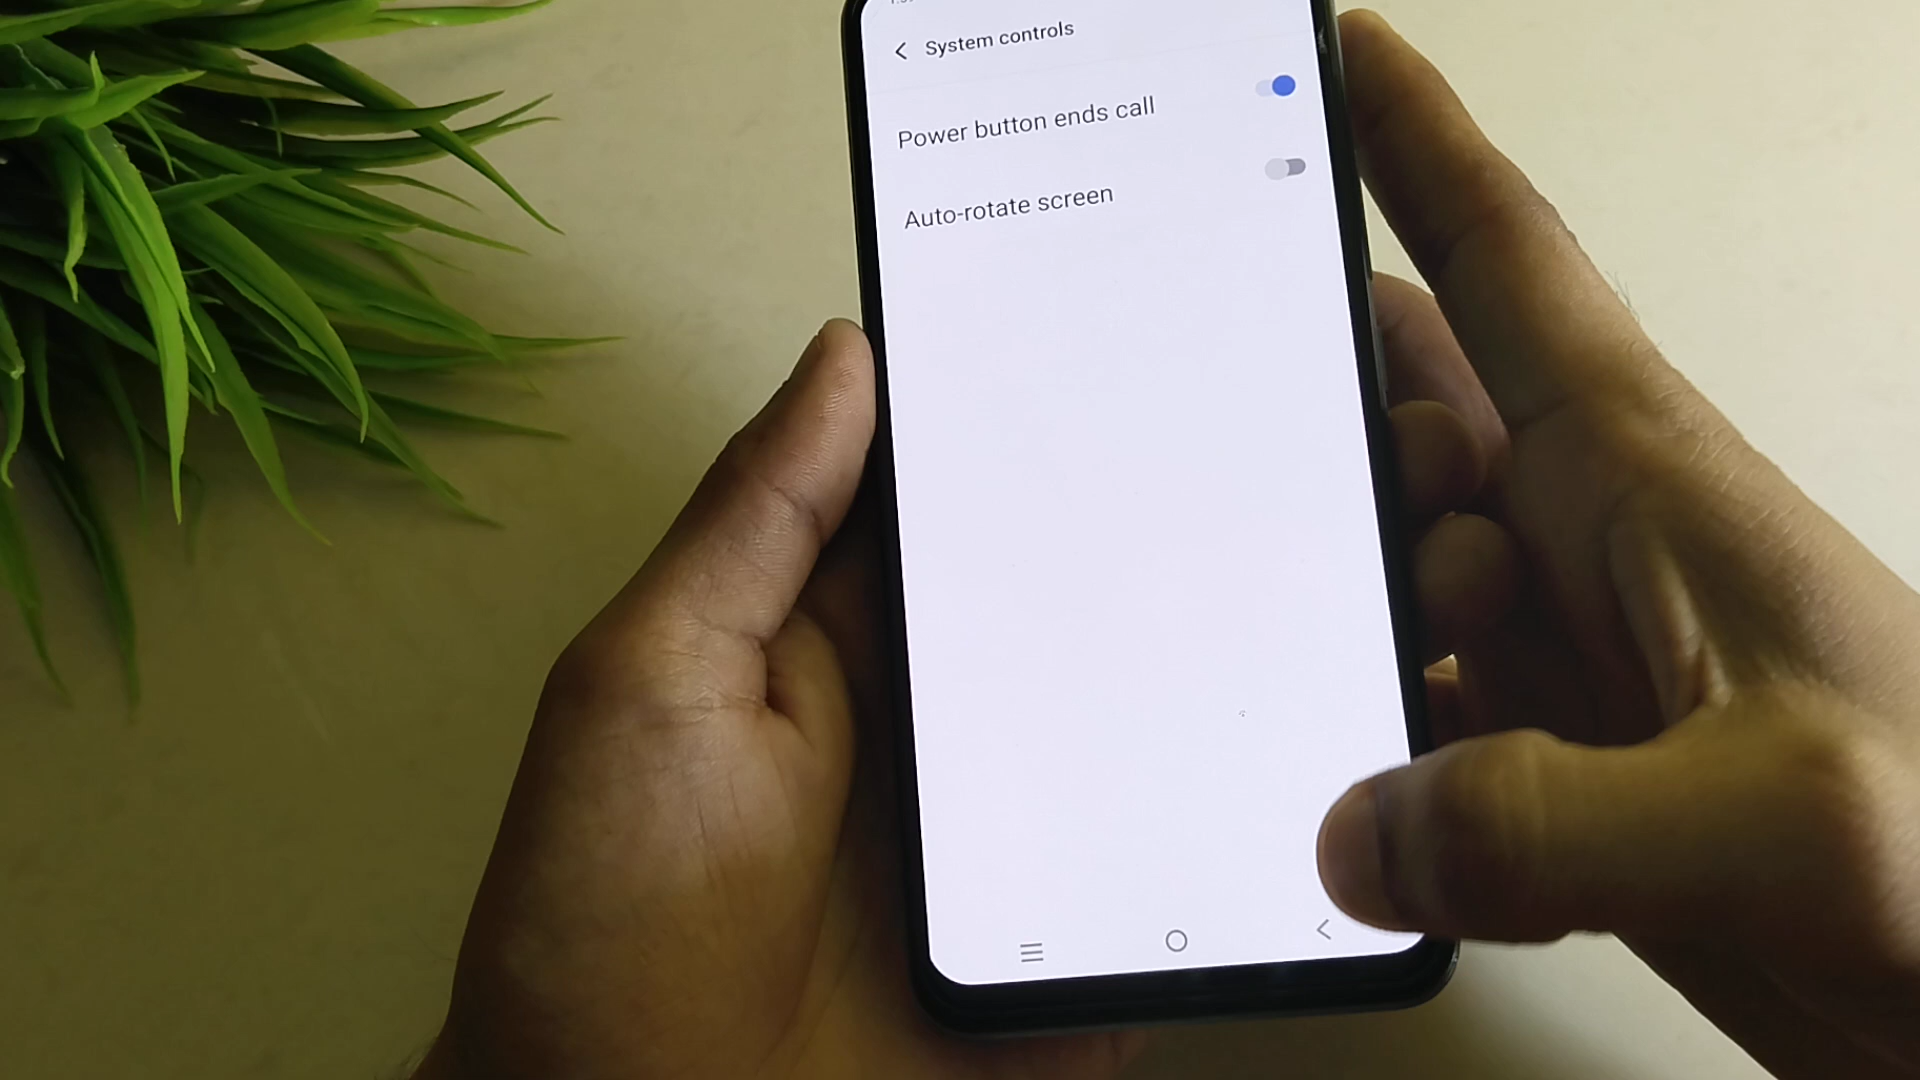 System controls
Power button ends call
Auto-rotate screen